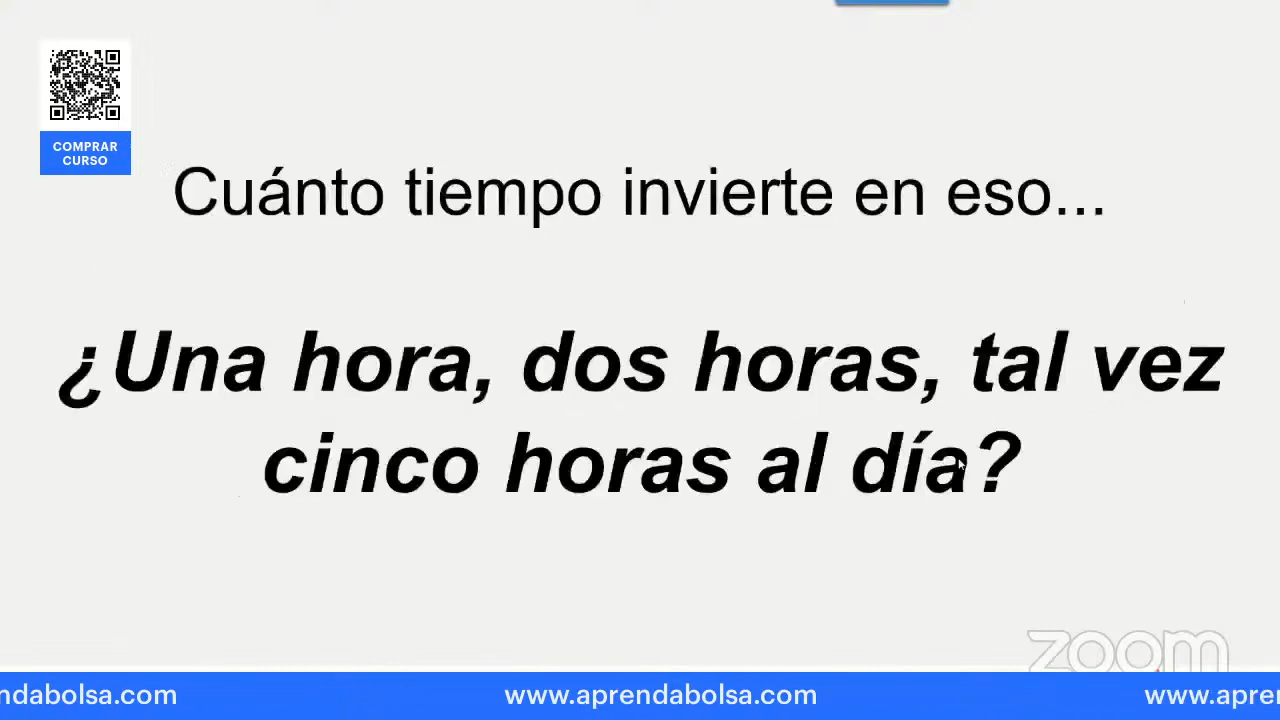 COMPRAR
CURSO
Cuánto tiempo invierte en eso...
¿Una hora, dos horas, tal vez
cinco horas al día?
zoom
ndabolsa.com www.aprendabolsa.com www.apren